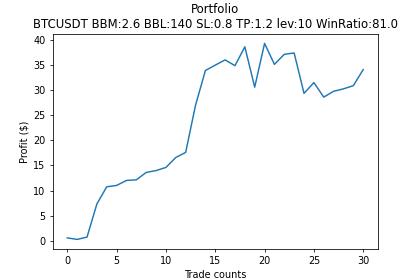 Portfolio
BTCUSDT BBM:2.6 BBL:140 SL:0.8 TP:1.2 lev:10 WinRatio:81.0
40
35
30
25
20
15
10
5
0
Profit ($)
0 5 10 15 20 25 30
Trade counts